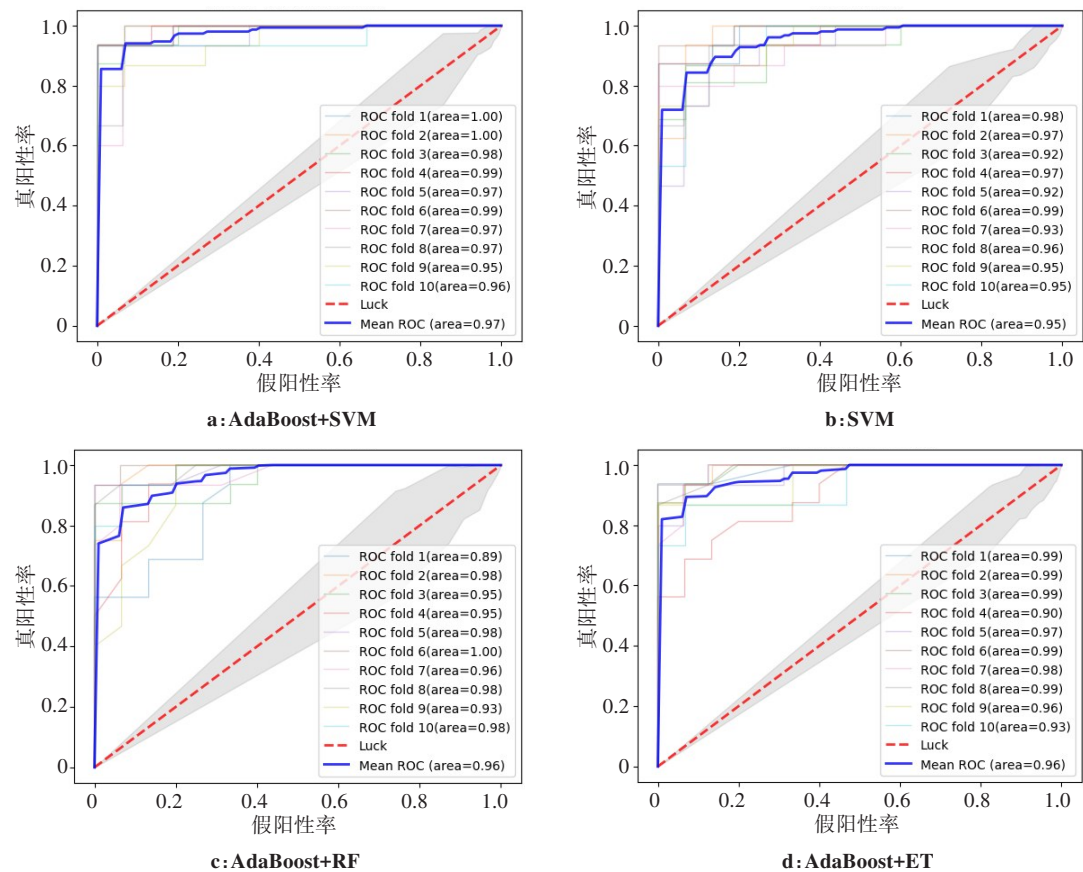 1.0
0.8
0.6
0.4
0.2
0
真阳性率
ROC fold 1(area=1.00)
ROC fold 2(area=1.00)
ROC fold 3(area=0.98)
ROC fold 4(area=0.99)
ROC fold 5(area=0.97)
ROC fold 6(area=0.99)
ROC fold 7(area=0.97)
ROC fold 8(area=0.97)
ROC fold 9(area=0.95)
ROC fold 10(area=0.96)
Luck
Mean ROC (area=0.97)
0 0.2 0.4 0.6 0.8 1.0
假阳性率
a:AdaBoost+SVM
1.0
0.8
0.6
0.4
0.2
0
真阳性率
ROC fold 1(area=0.98)
ROC fold 2(area=0.97)
ROC fold 3(area=0.92)
ROC fold 4(area=0.97)
ROC fold 5(area=0.92)
ROC fold 6(area=0.99)
ROC fold 7(area=0.93)
ROC fold 8(area=0.96)
ROC fold 9(area=0.95)
ROC fold 10(area=0.95)
Luck
Mean ROC (area=0.95)
0 0.2 0.4 0.6 0.8 1.0
假阳性率
b:SVM
1.0
0.8
0.6
0.4
0.2
0
真阳性率
ROC fold 1(area=0.89)
ROC fold 2(area=0.98)
ROC fold 3(area=0.95)
ROC fold 4(area=0.95)
ROC fold 5(area=0.98)
ROC fold 6(area=1.00)
ROC fold 7(area=0.96)
ROC fold 8(area=0.98)
ROC fold 9(area=0.93)
ROC fold 10(area=0.98)
Luck
Mean ROC (area=0.96)
0 0.2 0.4 0.6 0.8 1.0
假阳性率
c:AdaBoost+RF
1.0
0.8
0.6
0.4
0.2
0
真阳性率
ROC fold 1(area=0.99)
ROC fold 2(area=0.99)
ROC fold 3(area=0.99)
ROC fold 4(area=0.90)
ROC fold 5(area=0.97)
ROC fold 6(area=0.99)
ROC fold 7(area=0.98)
ROC fold 8(area=0.99)
ROC fold 9(area=0.96)
ROC fold 10(area=0.93)
Luck
Mean ROC (area=0.96)
0 0.2 0.4 0.6 0.8 1.0
假阳性率
d:AdaBoost+ET